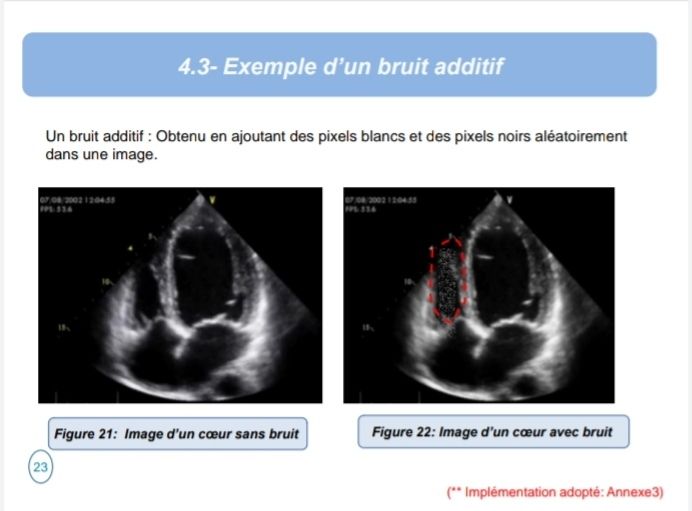 4.3- Exemple d'un bruit additif
Un bruit additif : Obtenu en ajoutant des pixels blancs et des pixels noirs aléatoirement
dans une image.
07/08/2002 12:04:55
FPS: 53.6
V
5
10
15
07/08/2002 12:04:55
FPS: 53.6
V
5
10
15
Figure 21: Image d'un cœur sans bruit
Figure 22: Image d'un cœur avec bruit
23
(** Implémentation adopté: Annexe3)